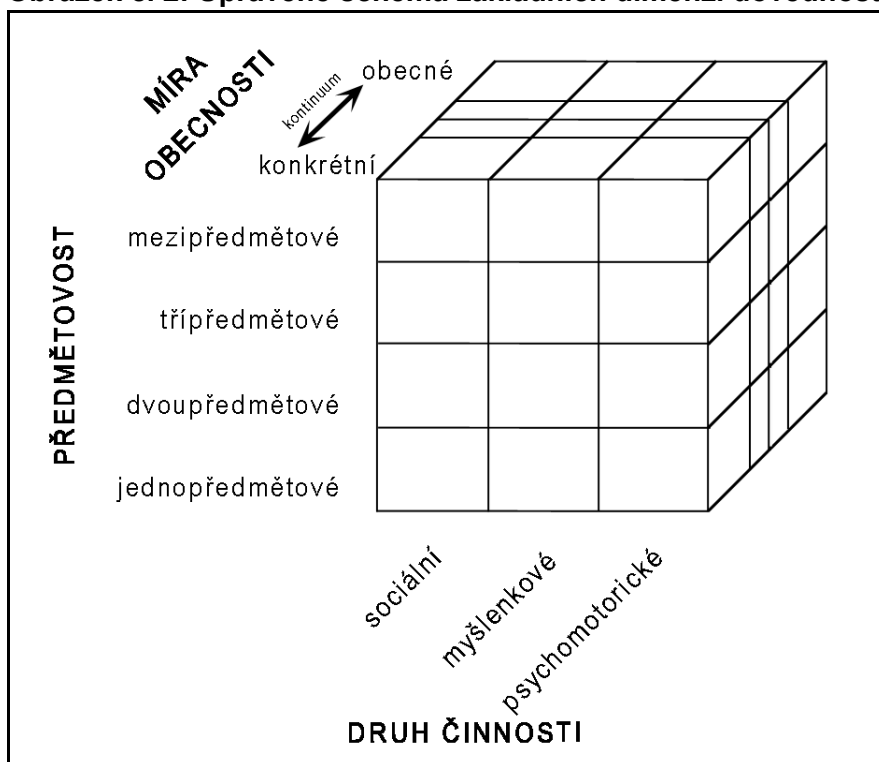 MÍRA
OBECNOSTI
kontinuum
obecné
konkrétní
PŘEDMĚTOVOST
mezipředmětové
třípředmětové
dvoupředmětové
jednopředmětové
sociální
myšlenkové
psychomotorické
DRUH ČINNOSTI